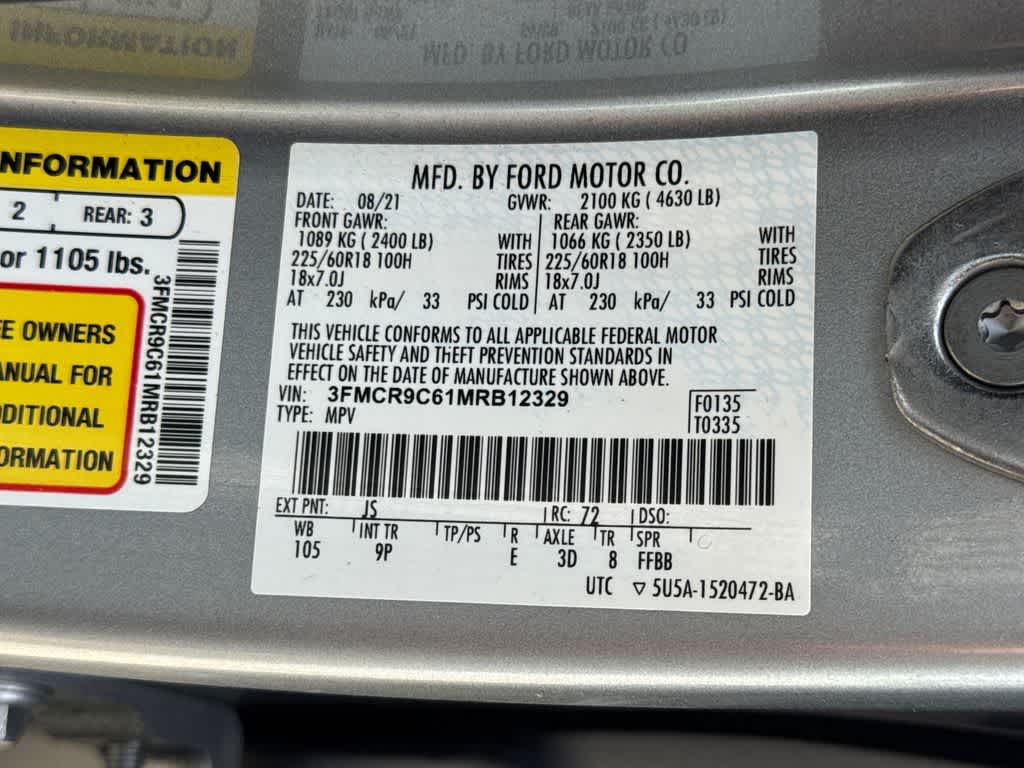 INFORMATION
2 REAR: 3
or 1105 lbs.
OWNERS
FOR
3FMCR9C61MRB12329
MFD. BY FORD MOTOR CO.
DATE: 08/21 GVWR: 2100 KG ( 4630 LB)
FRONT GAWR: REAR GAWR:
1089 KG ( 2400 LB) WITH 1066 KG ( 2350 LB) WITH
225/60R18 100H TIRES 225/60R18 100H TIRES
18x7.0J RIMS 18x7.0J RIMS
AT 230 kPa/ 33 PSI COLD AT 230 kPa/ 33 PSI COLD
THIS VEHICLE CONFORMS TO ALL APPLICABLE FEDERAL MOTOR
VEHICLE SAFETY AND THEFT PREVENTION STANDARDS IN
EFFECT ON THE DATE OF MANUFACTURE SHOWN ABOVE.
VIN: 3FMCR9C61MRB12329 F0135
TYPE: MPV T0335
EXT PNT: JS RC: 72 DSO:
WB INT TR TP/PS R AXLE TR SPR
105 9P E 3D 8 FFBB
UTC ▽ 5U5A-1520472-BA